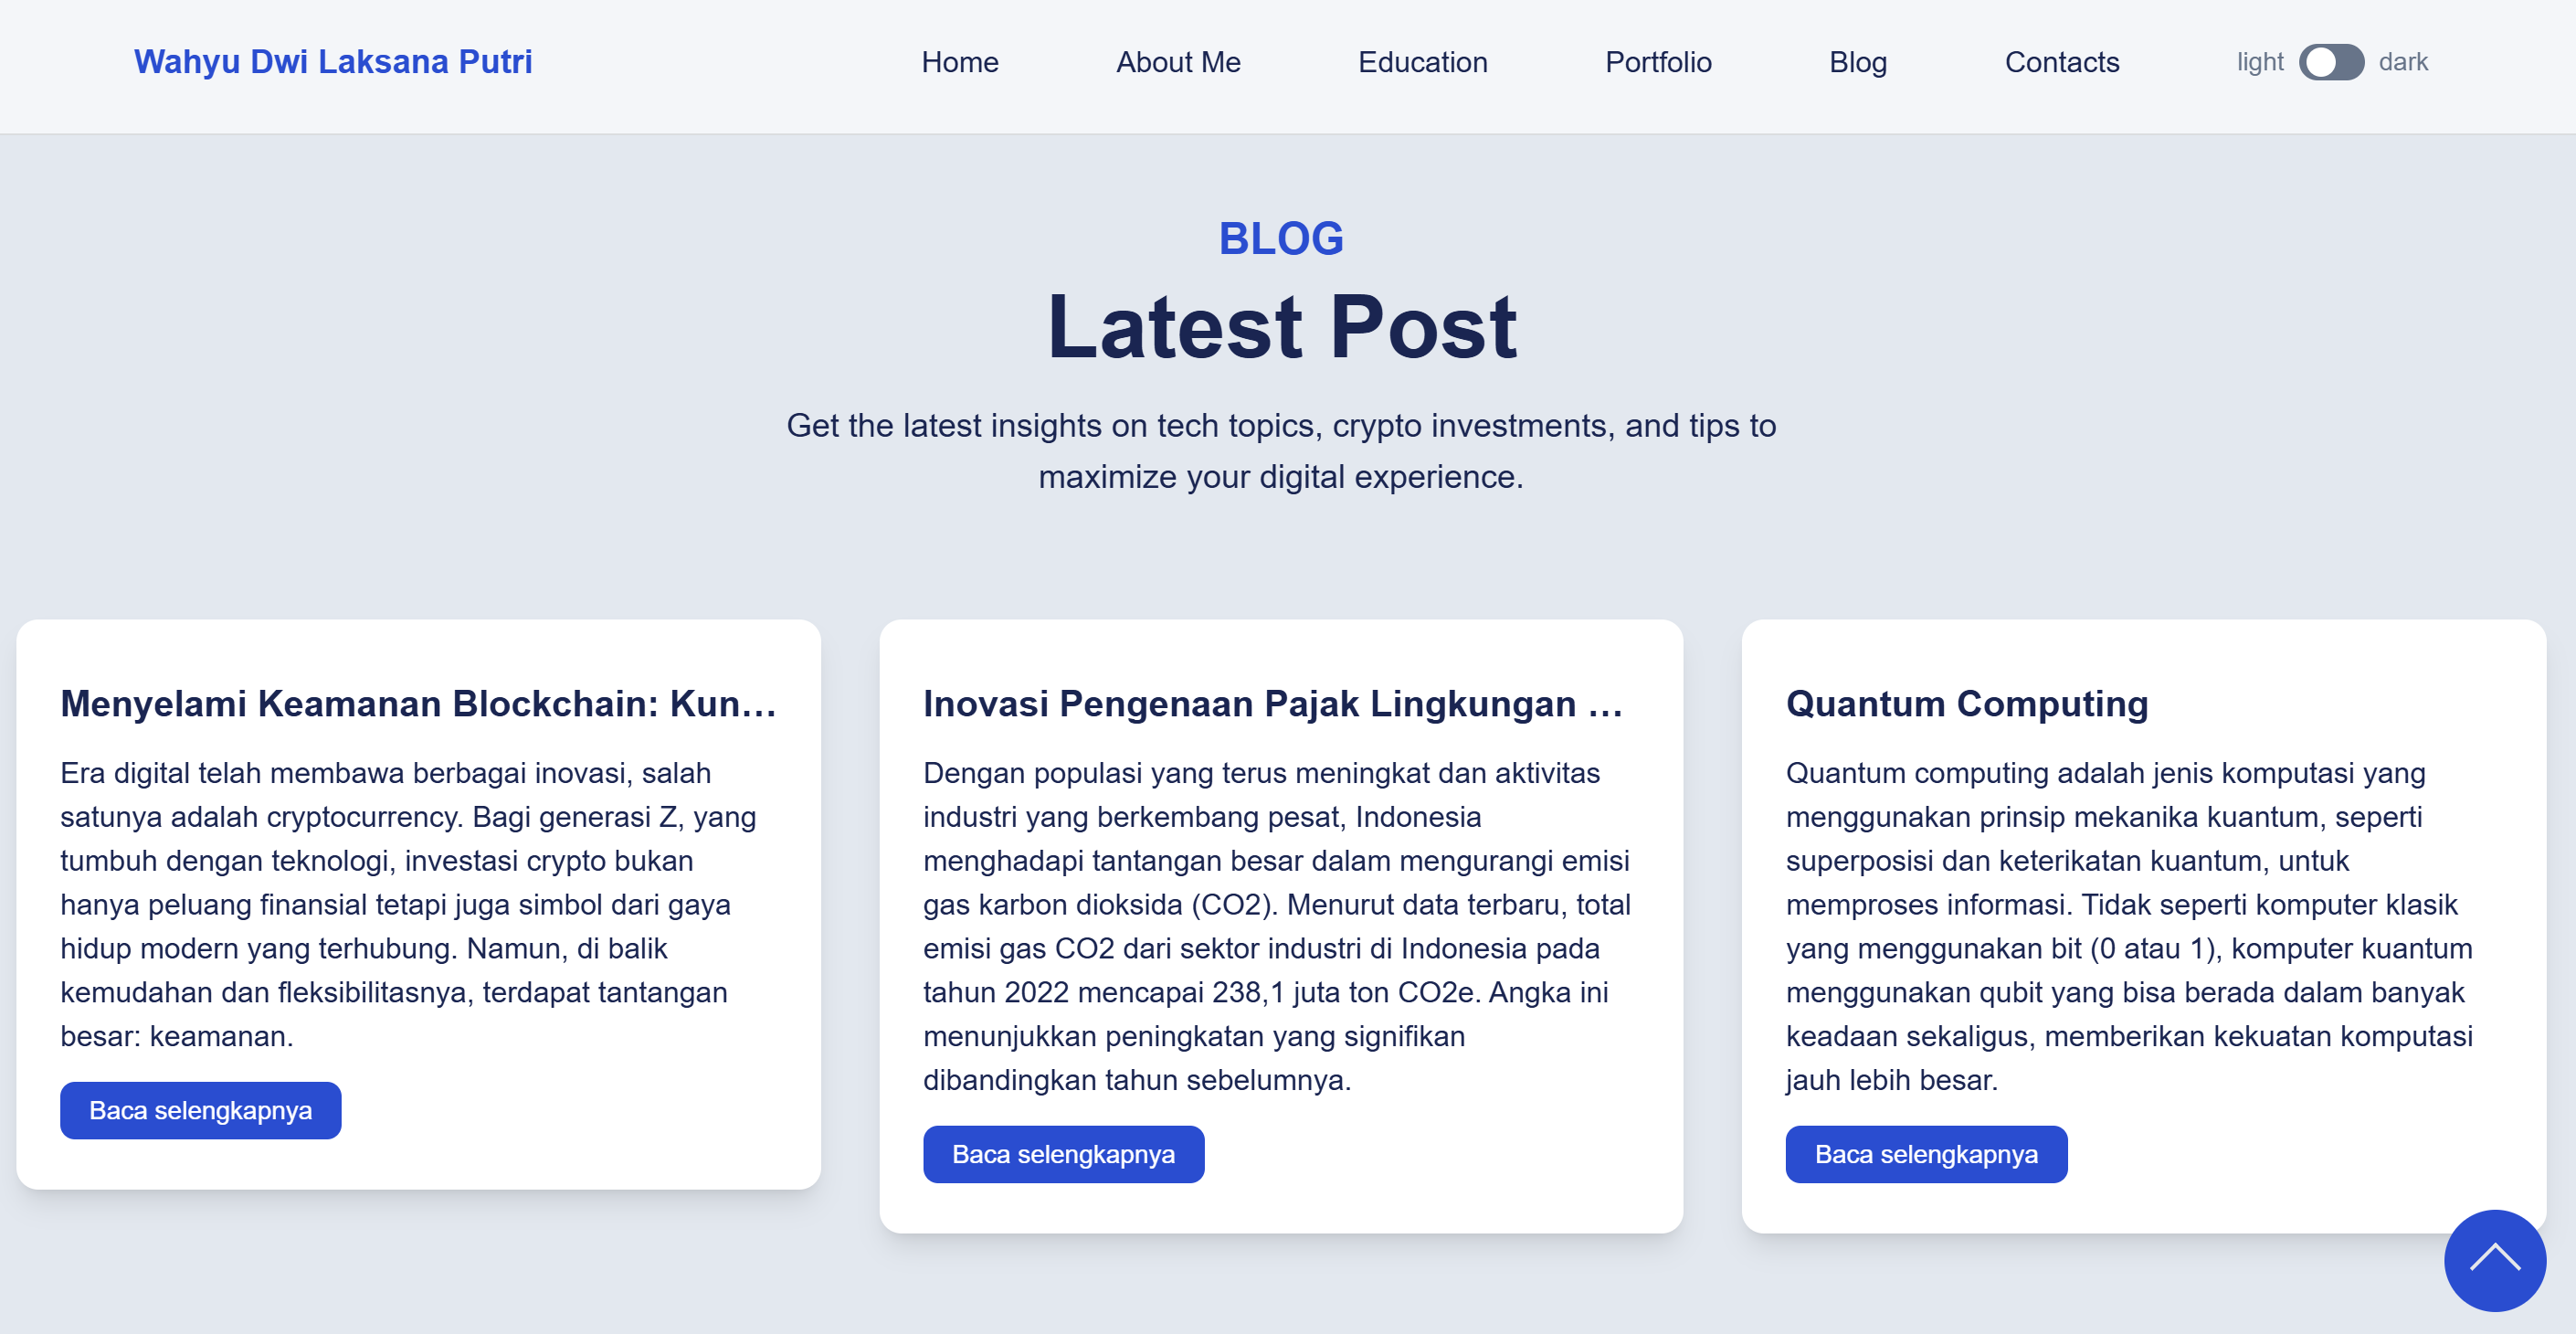 Wahyu Dwi Laksana Putri
Home
About Me
Education
Portfolio
Blog
Contacts
light
dark
BLOG
Latest Post
Get the latest insights on tech topics, crypto investments, and tips to
maximize your digital experience.
Menyelami Keamanan Blockchain: Kun...
Era digital telah membawa berbagai inovasi, salah
satunya adalah cryptocurrency. Bagi generasi Z, yang
tumbuh dengan teknologi, investasi crypto bukan
hanya peluang finansial tetapi juga simbol dari gaya
hidup modern yang terhubung. Namun, di balik
kemudahan dan fleksibilitasnya, terdapat tantangan
besar: keamanan.
Baca selengkapnya
Inovasi Pengenaan Pajak Lingkungan ...
Dengan populasi yang terus meningkat dan aktivitas
industri yang berkembang pesat, Indonesia
menghadapi tantangan besar dalam mengurangi emisi
gas karbon dioksida (CO2). Menurut data terbaru, total
emisi gas CO2 dari sektor industri di Indonesia pada
tahun 2022 mencapai 238,1 juta ton CO2e. Angka ini
menunjukkan peningkatan yang signifikan
dibandingkan tahun sebelumnya.
Baca selengkapnya
Quantum Computing
Quantum computing adalah jenis komputasi yang
menggunakan prinsip mekanika kuantum, seperti
superposisi dan keterikatan kuantum, untuk
memproses informasi. Tidak seperti komputer klasik
yang menggunakan bit (0 atau 1), komputer kuantum
menggunakan qubit yang bisa berada dalam banyak
keadaan sekaligus, memberikan kekuatan komputasi
jauh lebih besar.
Baca selengkapnya